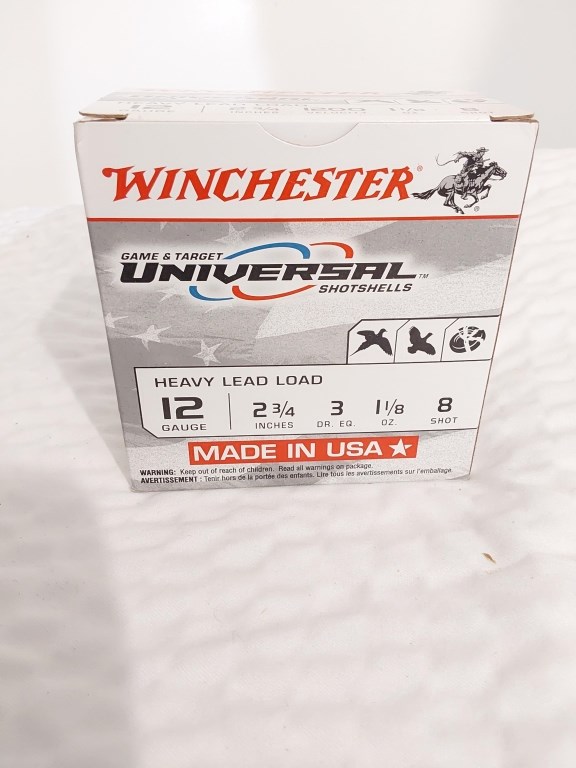 WINCHESTER®
GAME & TARGET
UNIVERSAL™
SHOTSHELLS
HEAVY LEAD LOAD
12 GAUGE
2 3/4 INCHES
3 DR. EQ.
1 1/8 OZ.
8 SHOT
MADE IN USA
WARNING: Keep out of reach of children. Read all warnings on package.
AVERTISSEMENT : Tenir hors de la portée des enfants. Lire tous les avertissements sur l'emballage.